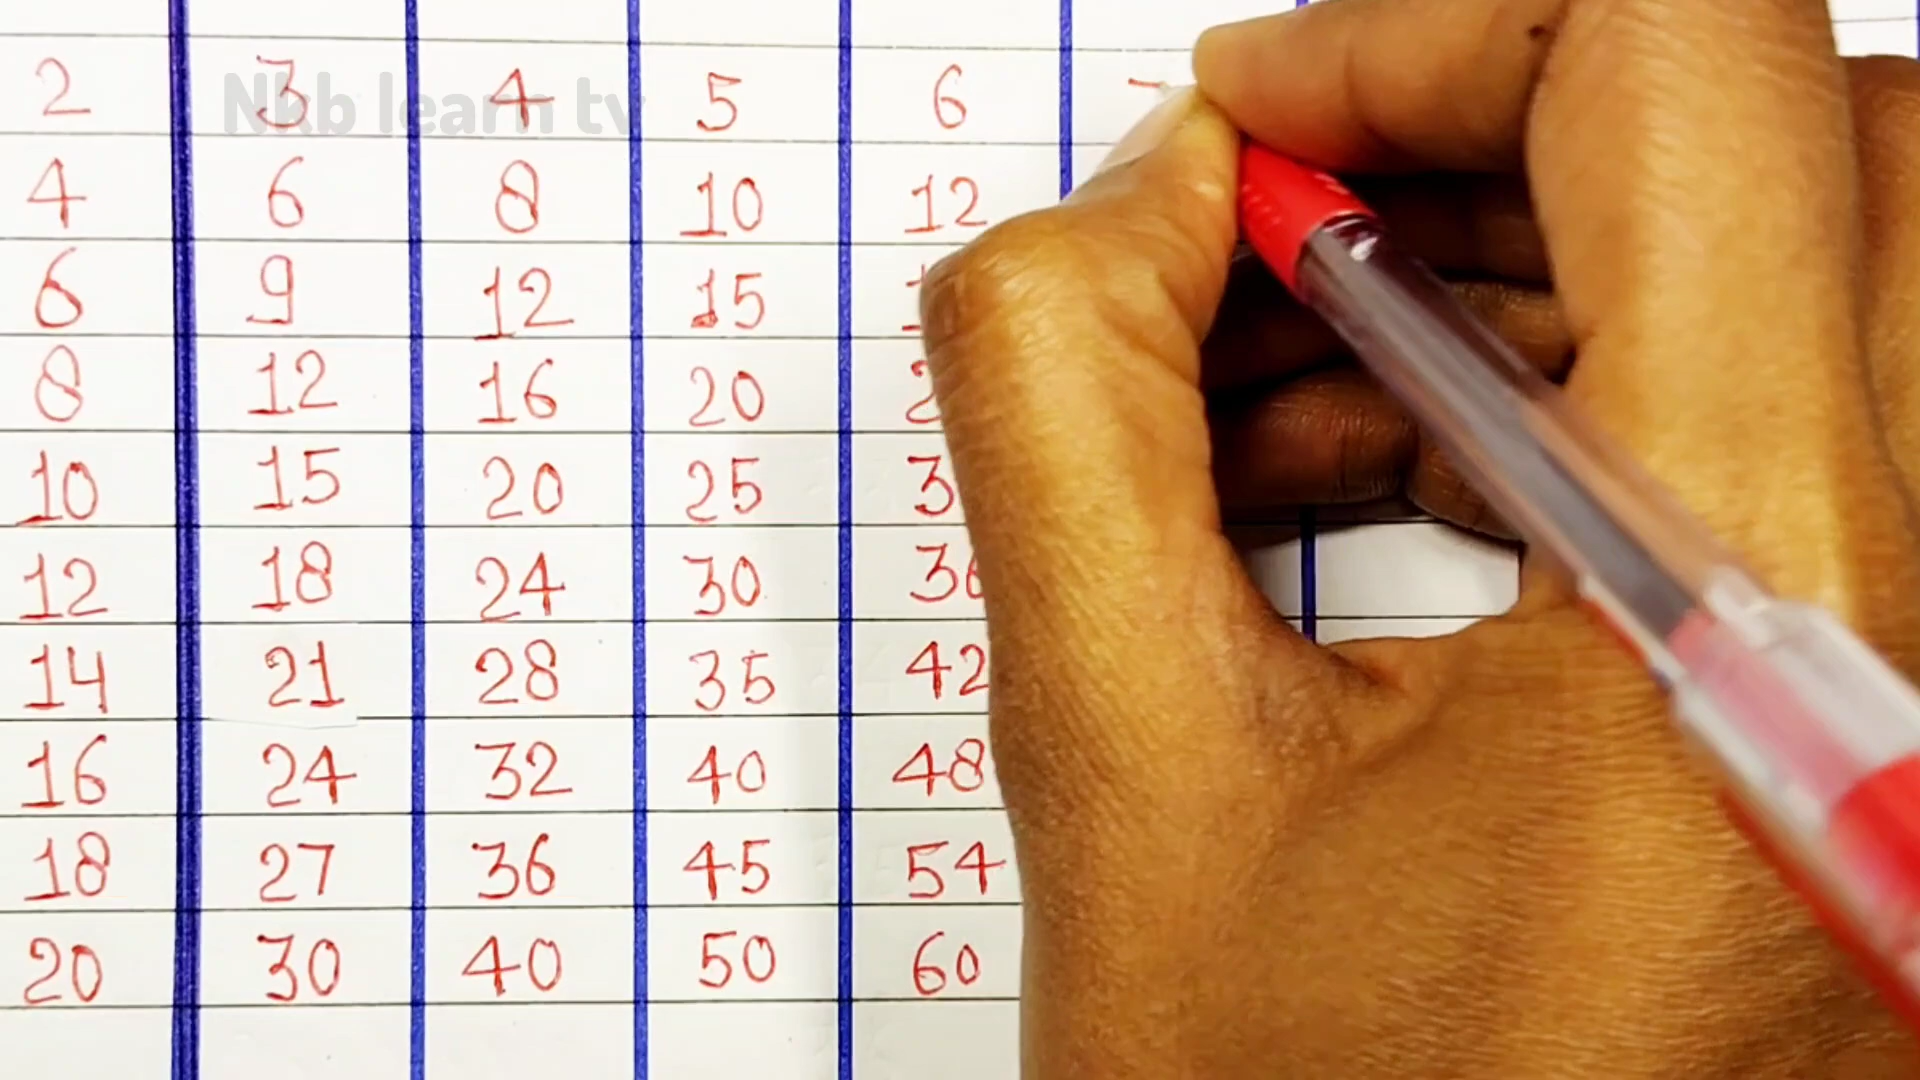 2 3 4 5 6
Nkb learn tv
4 6 8 10 12
6 9 12 15
8 12 16 20
10 15 20 25 3
12 18 24 30 36
14 21 28 35 42
16 24 32 40 48
18 27 36 45 54
20 30 40 50 60